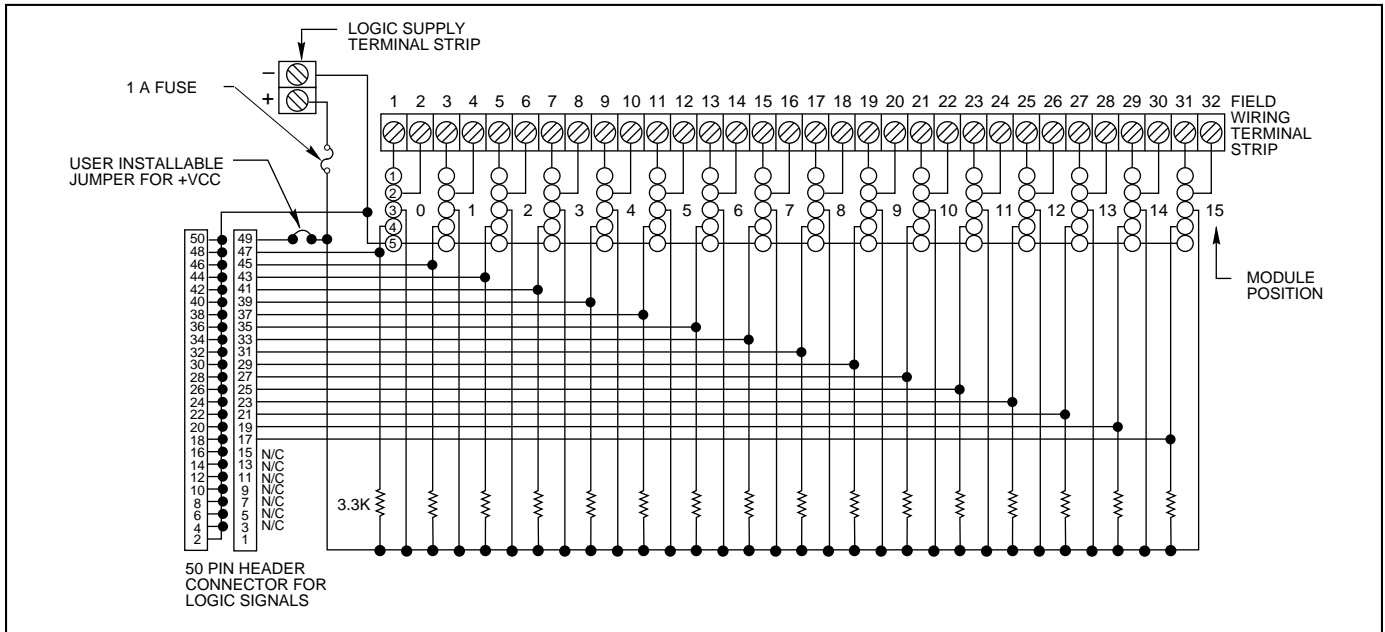 LOGIC SUPPLY
TERMINAL STRIP
1 A FUSE
−
+
USER INSTALLABLE
JUMPER FOR +VCC
1 2 3 4 5 6 7 8 9 10 11 12 13 14 15 16 17 18 19 20 21 22 23 24 25 26 27 28 29 30 31 32
FIELD
WIRING
TERMINAL
STRIP
1
2
3
4
5
0 1 2 3 4 5 6 7 8 9 10 11 12 13 14 15
MODULE
POSITION
50 49
48 47
46 45
44 43
42 41
40 39
38 37
36 35
34 33
32 31
30 29
28 27
26 25
24 23
22 21
20 19
18 17
16 15 N/C
14 13 N/C
12 11 N/C
10 9 N/C
8 7 N/C
6 5 N/C
4 3 N/C
2 1
3.3K
50 PIN HEADER
CONNECTOR FOR
LOGIC SIGNALS